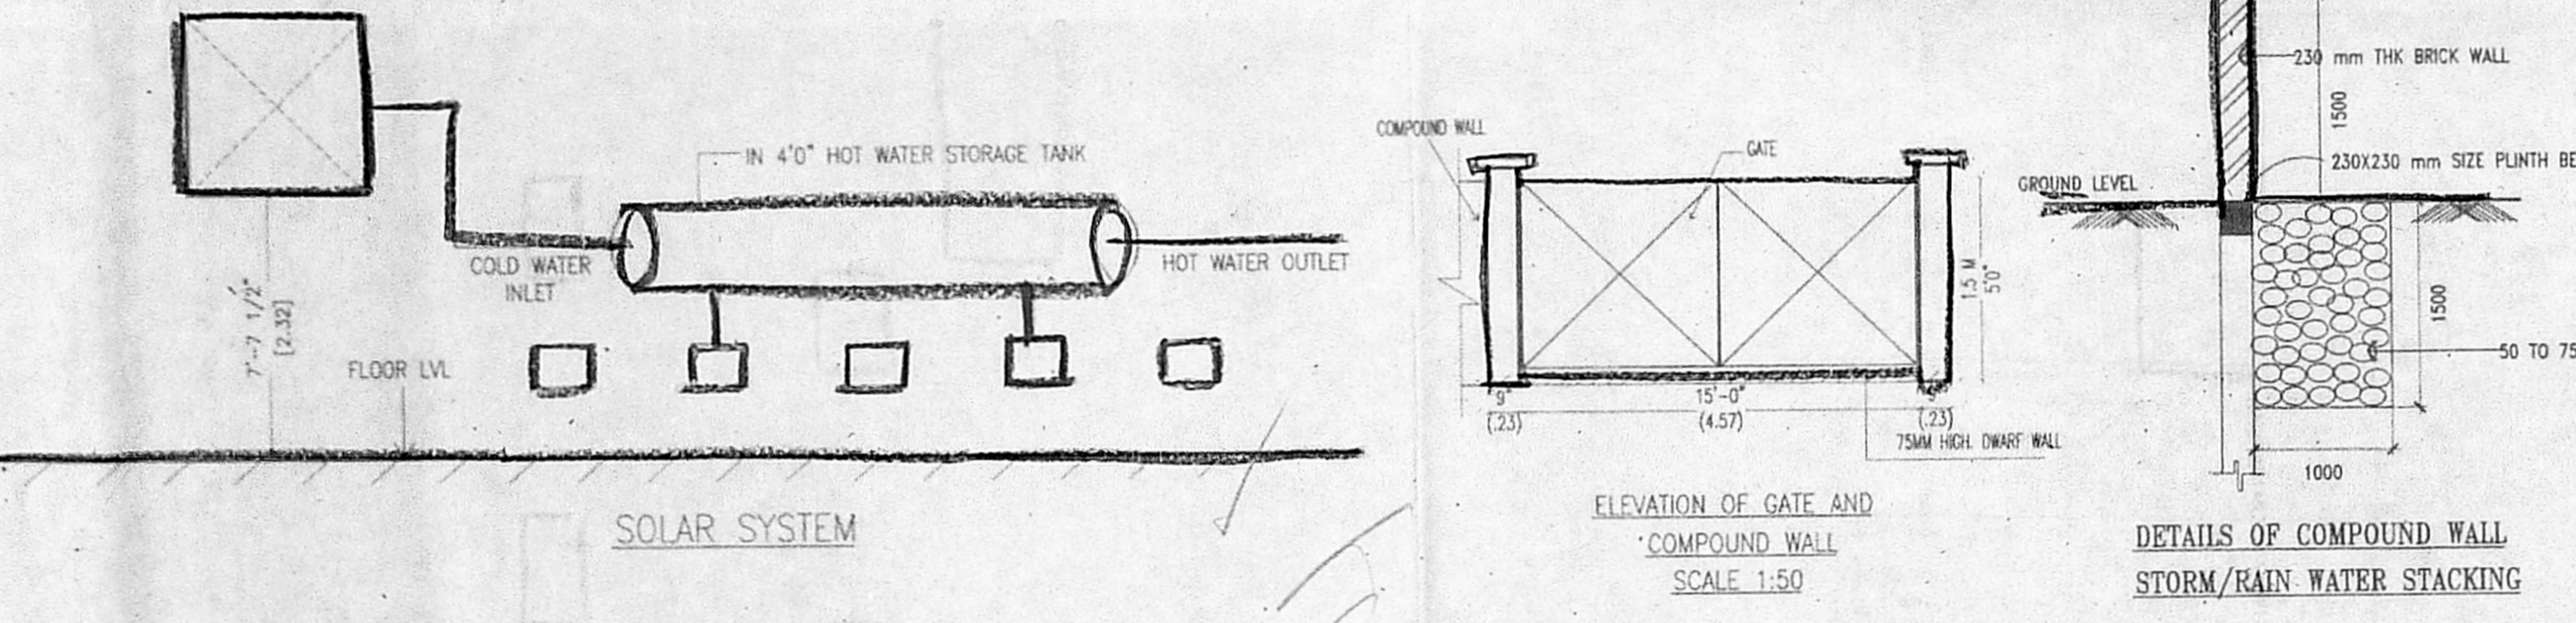 IN 4'0" HOT WATER STORAGE TANK
COLD WATER
INLET
HOT WATER OUTLET
7'-7 1/2"
[2.32]
FLOOR LVL
SOLAR SYSTEM
COMPOUND WALL
GATE
1.5 M
5'0"
9"
(.23)
15'-0"
(4.57)
9"
(.23)
75MM HIGH. DWARF WALL
ELEVATION OF GATE AND
COMPOUND WALL
SCALE 1:50
230 mm THK BRICK WALL
1500
230X230 mm SIZE PLINTH BE
GROUND LEVEL
1500
50 TO 75
1000
DETAILS OF COMPOUND WALL
STORM/RAIN WATER STACKING